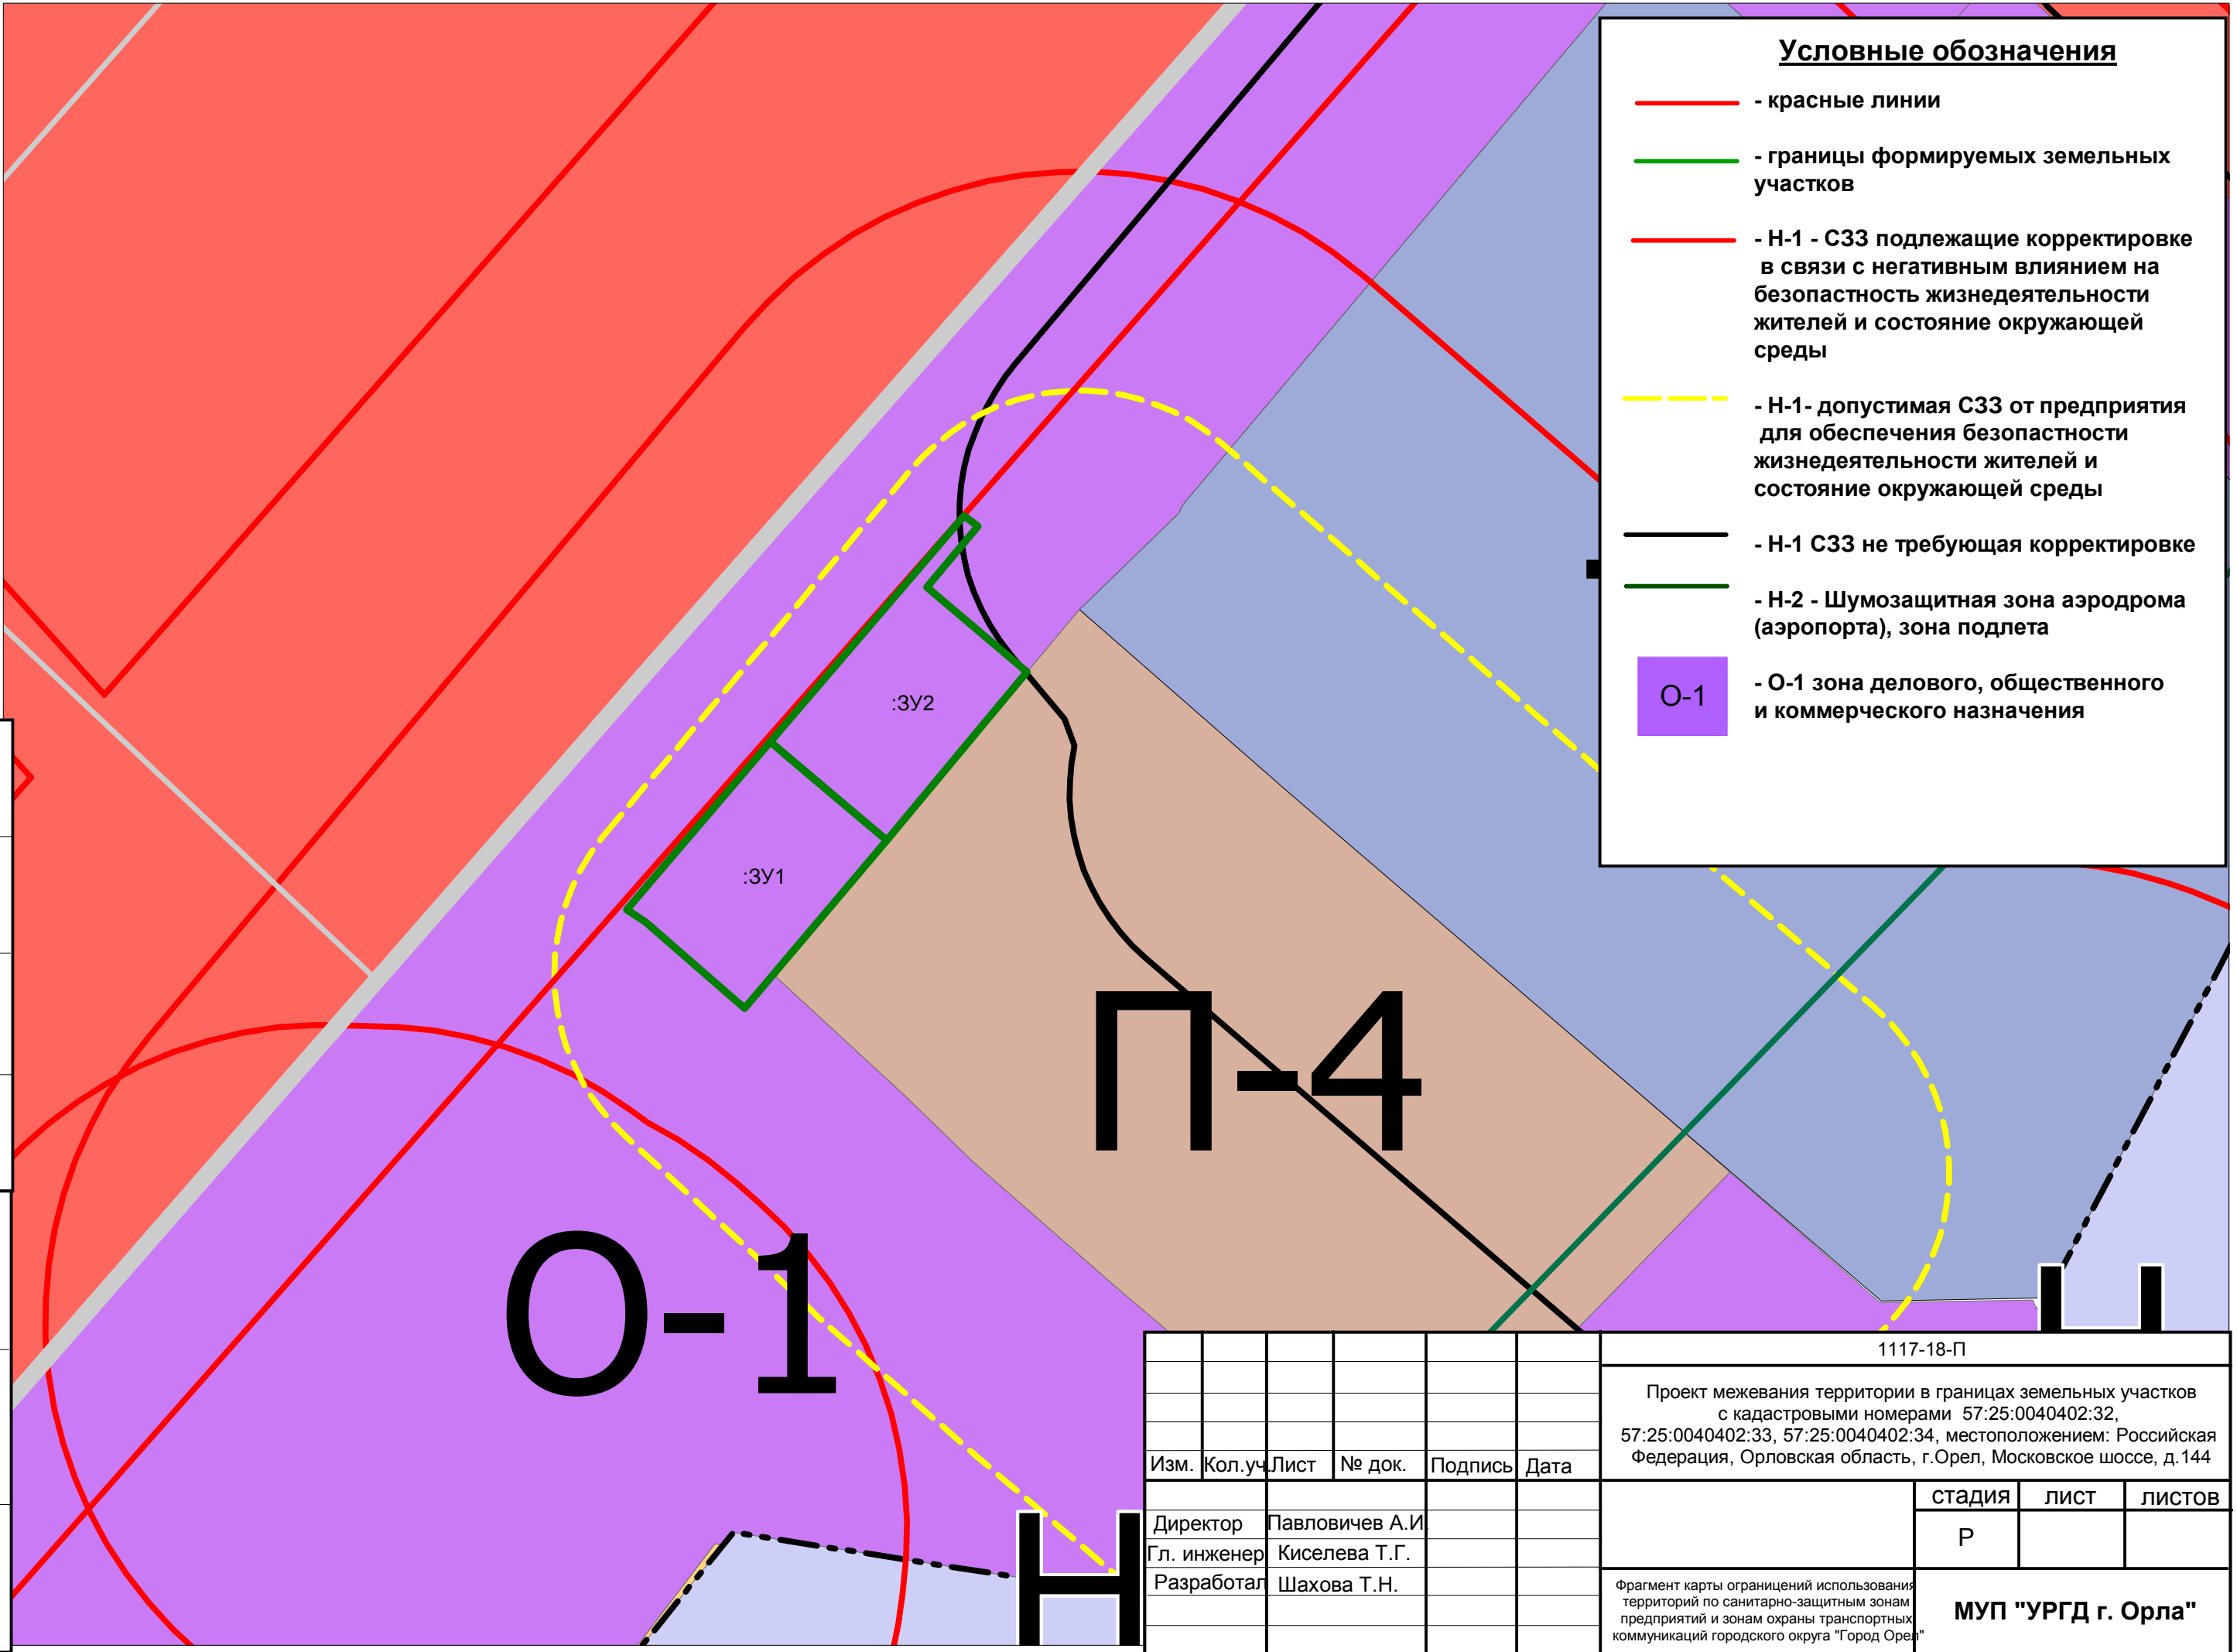 Условные обозначения
- красные линии
- границы формируемых земельных
участков
- Н-1 - СЗЗ подлежащие корректировке
в связи с негативным влиянием на
безопастность жизнедеятельности
жителей и состояние окружающей
среды
- Н-1- допустимая СЗЗ от предприятия
для обеспечения безопастности
жизнедеятельности жителей и
состояние окружающей среды
- Н-1 СЗЗ не требующая корректировке
- Н-2 - Шумозащитная зона аэродрома
(аэропорта), зона подлета
О-1
- О-1 зона делового, общественного
и коммерческого назначения
:ЗУ2
:ЗУ1
П-4
О-1
Н
1117-18-П
Проект межевания территории в границах земельных участков
с кадастровыми номерами 57:25:0040402:32,
57:25:0040402:33, 57:25:0040402:34, местоположением: Российская
Федерация, Орловская область, г.Орел, Московское шоссе, д.144
Изм. Кол.уч Лист № док. Подпись Дата
стадия лист листов
Р
Директор Павловичев А.И.
Гл. инженер Киселева Т.Г.
Разработал Шахова Т.Н.
Фрагмент карты ограницений использования
территорий по санитарно-защитным зонам
предприятий и зонам охраны транспортных
коммуникаций городского округа "Город Орел"
МУП "УРГД г. Орла"